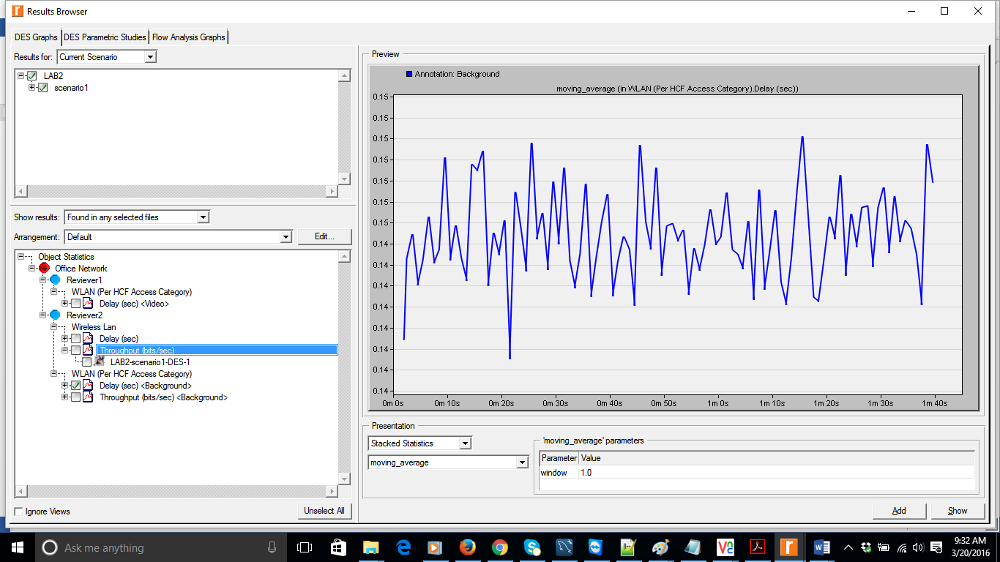 Results Browser
DES Graphs DES Parametric Studies Flow Analysis Graphs
Results for: Current Scenario
LAB2
scenario1
Show results: Found in any selected files
Arrangement: Default Edit...
Object Statistics
Office Network
Reviever1
WLAN (Per HCF Access Category)
Delay (sec) <Video>
Reviever2
Wireless Lan
Delay (sec)
Throughput (bits/sec)
LAB2-scenario1-DES-1
WLAN (Per HCF Access Category)
Delay (sec) <Background>
Throughput (bits/sec) <Background>
Ignore Views Unselect All
Preview
Annotation: Background
moving_average (in WLAN (Per HCF Access Category).Delay (sec))
0.15
0.15
0.15
0.15
0.15
0.15
0.15
0.14
0.14
0.14
0.14
0.14
0.14
0.14
0.14
0m 0s 0m 10s 0m 20s 0m 30s 0m 40s 0m 50s 1m 0s 1m 10s 1m 20s 1m 30s 1m 40s
Presentation
Stacked Statistics
moving_average
'moving_average' parameters
Parameter Value
window 1.0
Add Show
Ask me anything
9:32 AM
3/20/2016